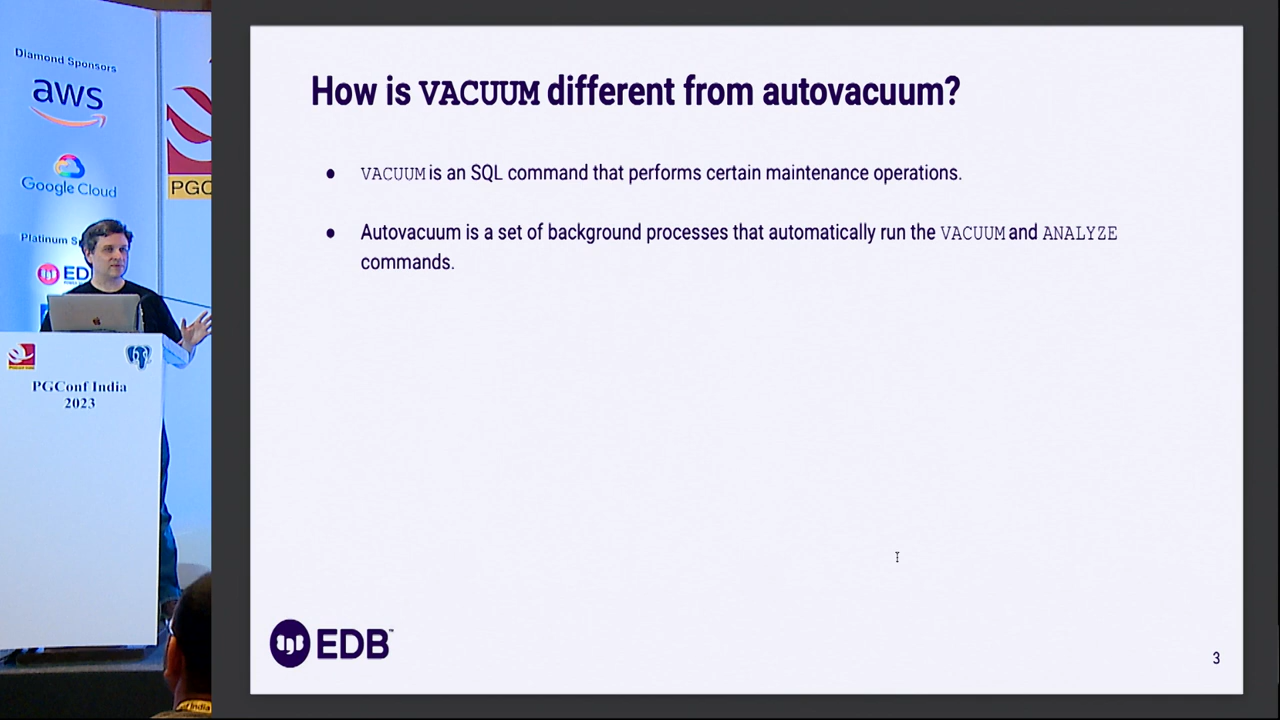 Diamond Sponsors
aws
Google Cloud
PGC
Platinum S
ED
PGConf India
2023
How is VACUUM different from autovacuum?
● VACUUM is an SQL command that performs certain maintenance operations.
● Autovacuum is a set of background processes that automatically run the VACUUM and ANALYZE
commands.
EDB™
3